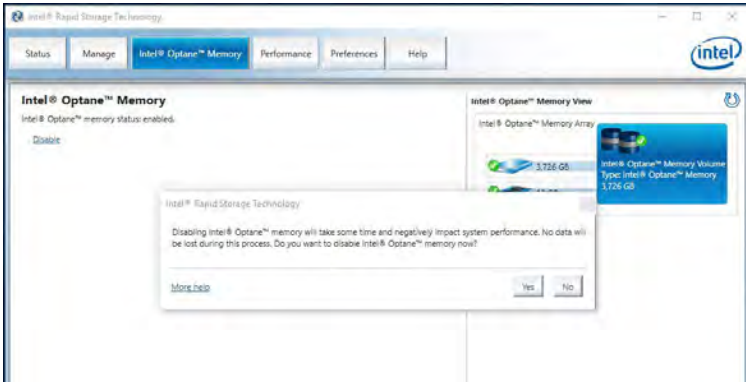 Intel® Rapid Storage Technology
Status
Manage
Intel® Optane™ Memory
Performance
Preferences
Help
intel
Intel® Optane™ Memory
Intel® Optane™ memory status: enabled.
Disable
Intel® Optane™ Memory View
Intel® Optane™ Memory Array
3,726 GB
Intel® Optane™ Memory Volume
Type: Intel® Optane™ Memory
3,726 GB
Intel® Rapid Storage Technology
Disabling Intel® Optane™ memory will take some time and negatively impact system performance. No data will
be lost during this process. Do you want to disable Intel® Optane™ memory now?
More help
Yes
No